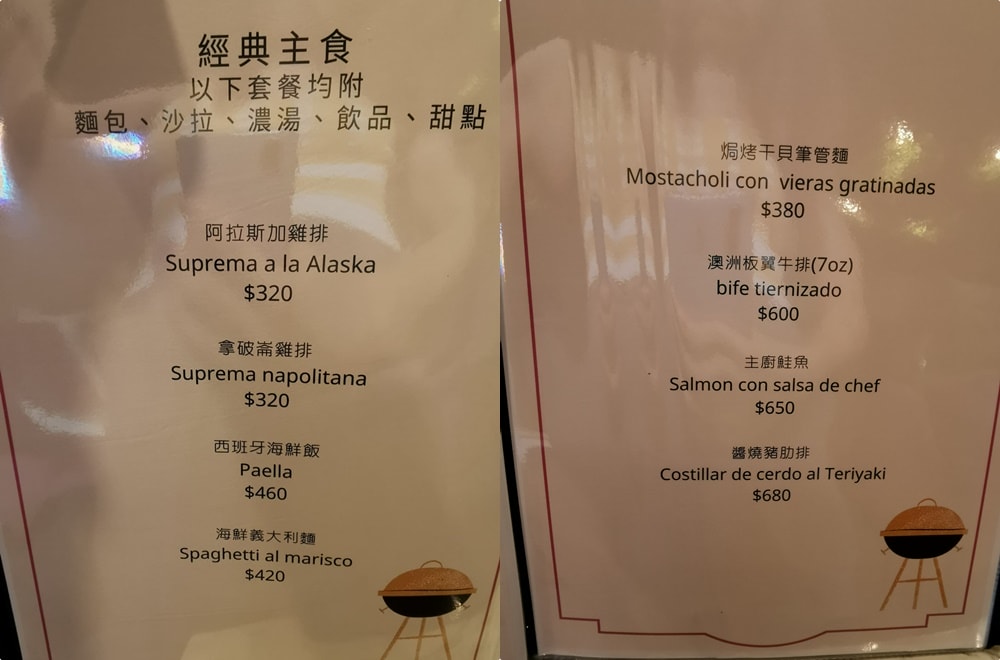 經典主食
以下套餐均附
麵包、沙拉、濃湯、飲品、甜點
阿拉斯加雞排
Suprema a la Alaska
$320
拿破崙雞排
Suprema napolitana
$320
西班牙海鮮飯
Paella
$460
海鮮義大利麵
Spaghetti al marisco
$420
焗烤干貝筆管麵
Mostacholi con vieras gratinadas
$380
澳洲板翼牛排(7oz)
bife tiernizado
$600
主廚鮭魚
Salmon con salsa de chef
$650
醬燒豬肋排
Costillar de cerdo al Teriyaki
$680